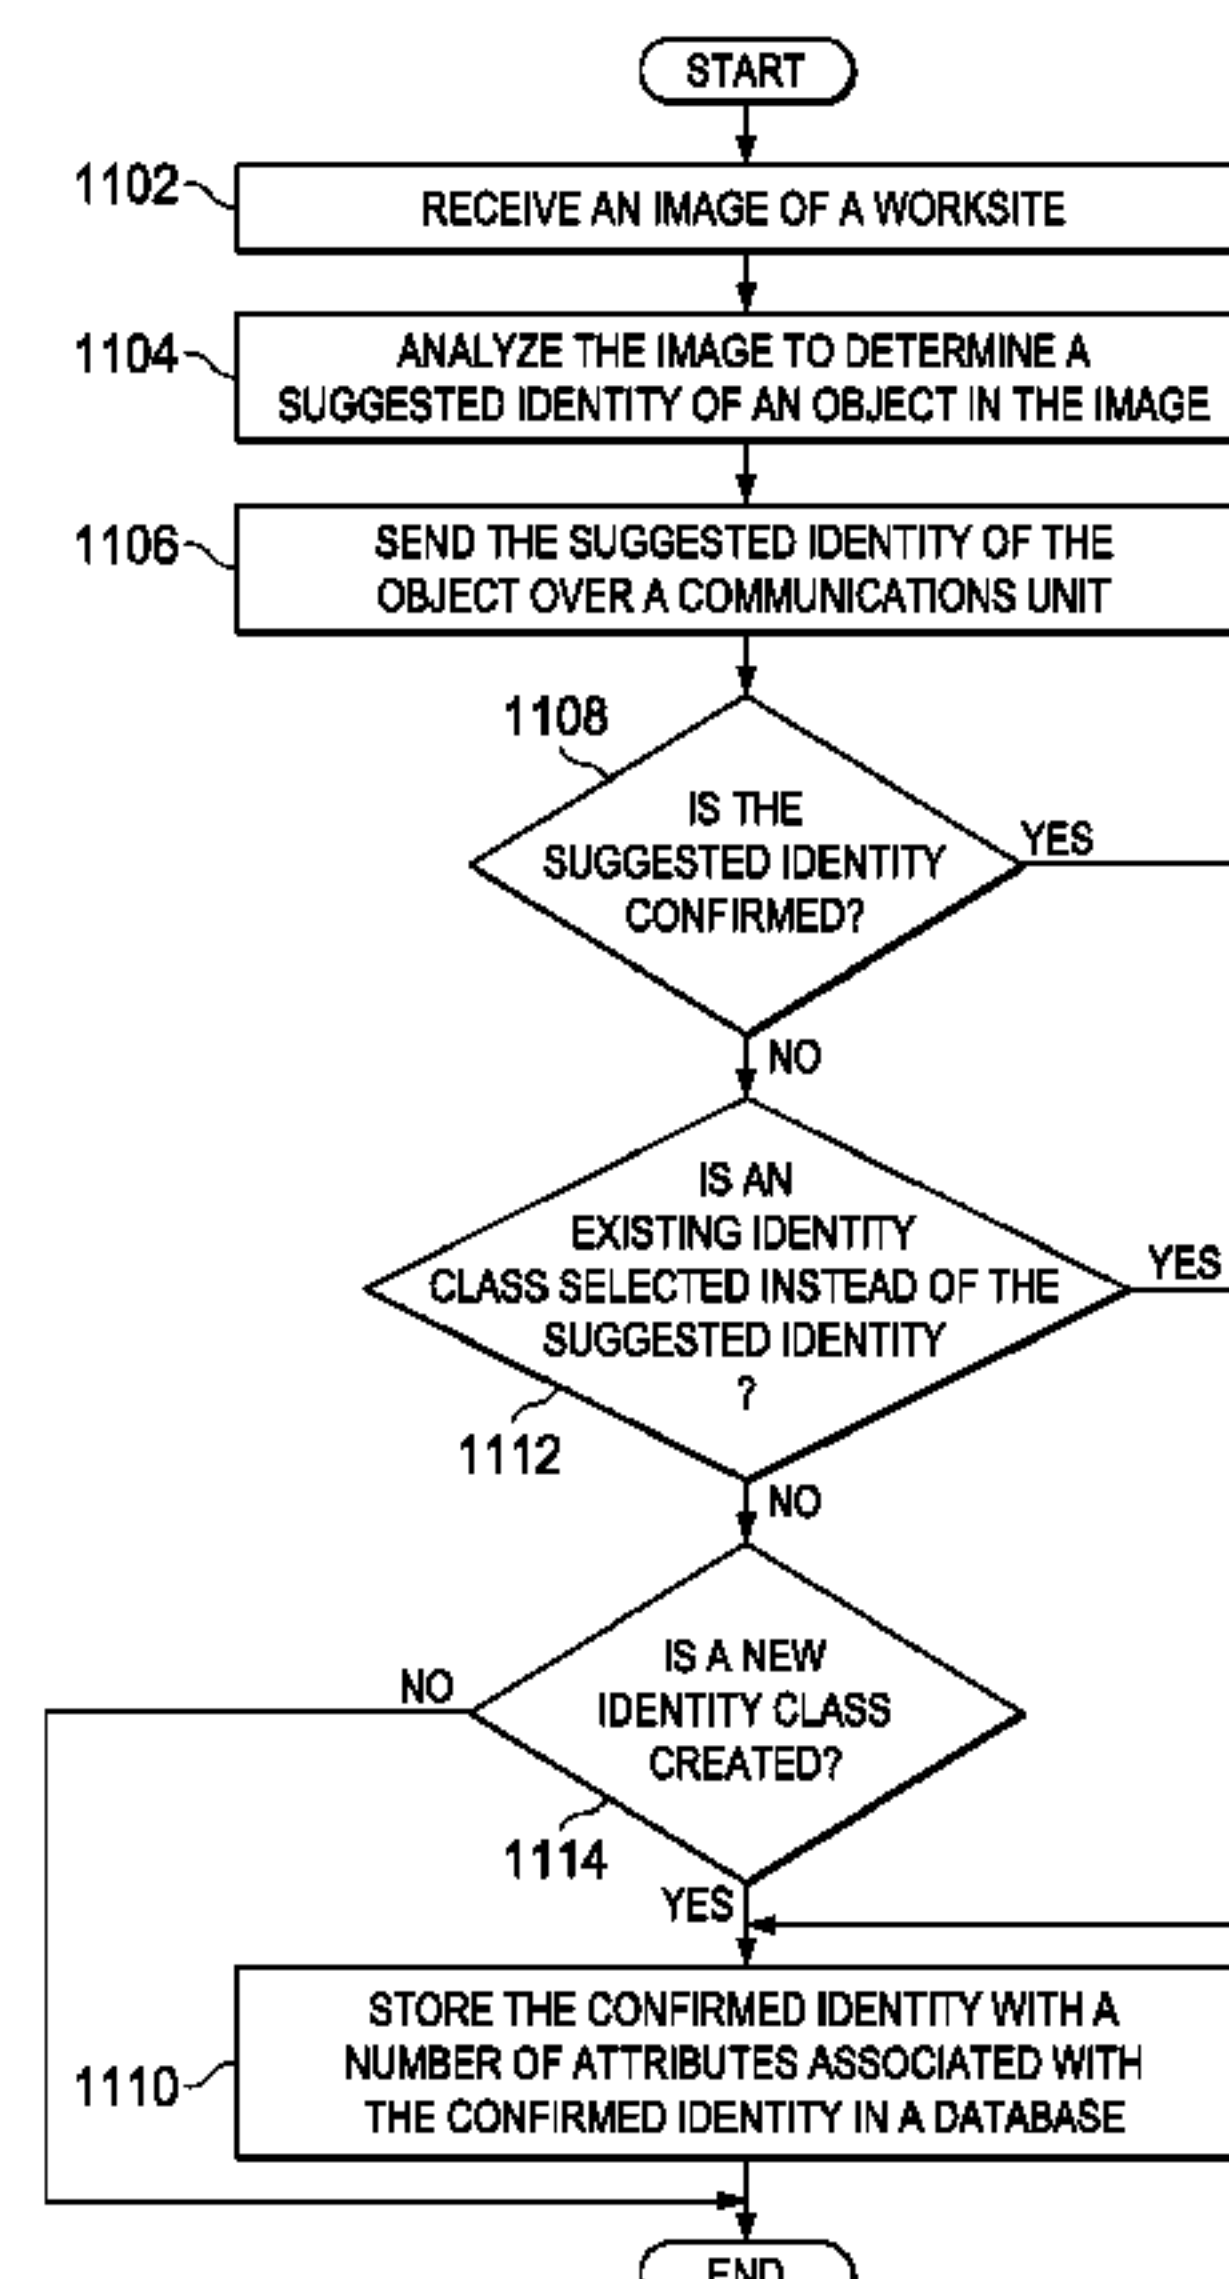 START
1102
RECEIVE AN IMAGE OF A WORKSITE
1104
ANALYZE THE IMAGE TO DETERMINE A
SUGGESTED IDENTITY OF AN OBJECT IN THE IMAGE
1106
SEND THE SUGGESTED IDENTITY OF THE
OBJECT OVER A COMMUNICATIONS UNIT
1108
IS THE
SUGGESTED IDENTITY
CONFIRMED?
YES
NO
IS AN
EXISTING IDENTITY
CLASS SELECTED INSTEAD OF THE
SUGGESTED IDENTITY
?
YES
1112
NO
IS A NEW
IDENTITY CLASS
CREATED?
NO
1114
YES
STORE THE CONFIRMED IDENTITY WITH A
NUMBER OF ATTRIBUTES ASSOCIATED WITH
THE CONFIRMED IDENTITY IN A DATABASE
1110
END